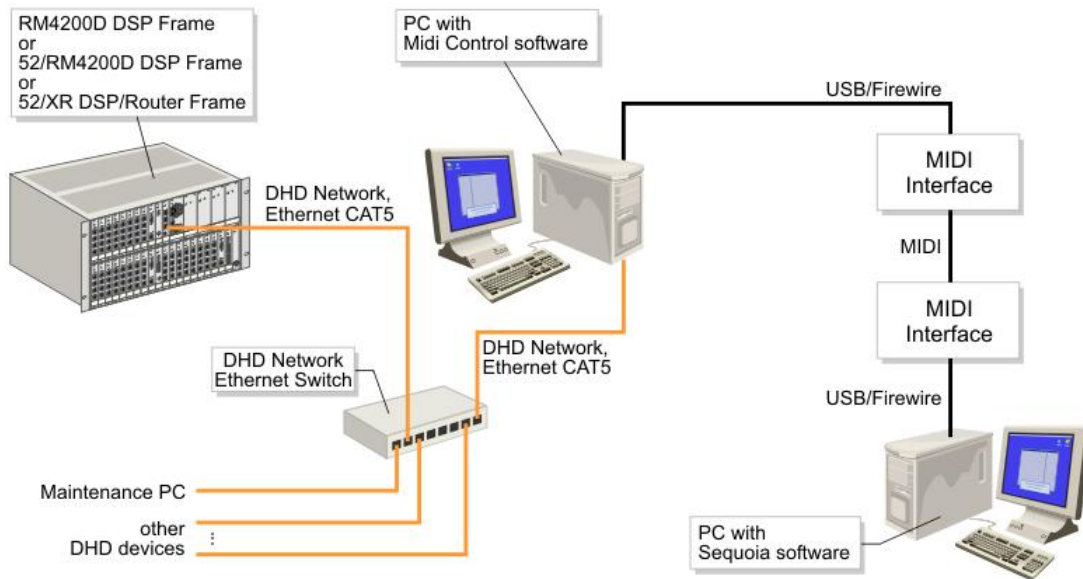 RM4200D DSP Frame
or
52/RM4200D DSP Frame
or
52/XR DSP/Router Frame
PC with
Midi Control software
USB/Firewire
MIDI
Interface
DHD Network,
Ethernet CAT5
MIDI
MIDI
Interface
DHD Network
Ethernet Switch
DHD Network,
Ethernet CAT5
USB/Firewire
Maintenance PC
other
DHD devices
⋮
PC with
Sequoia software